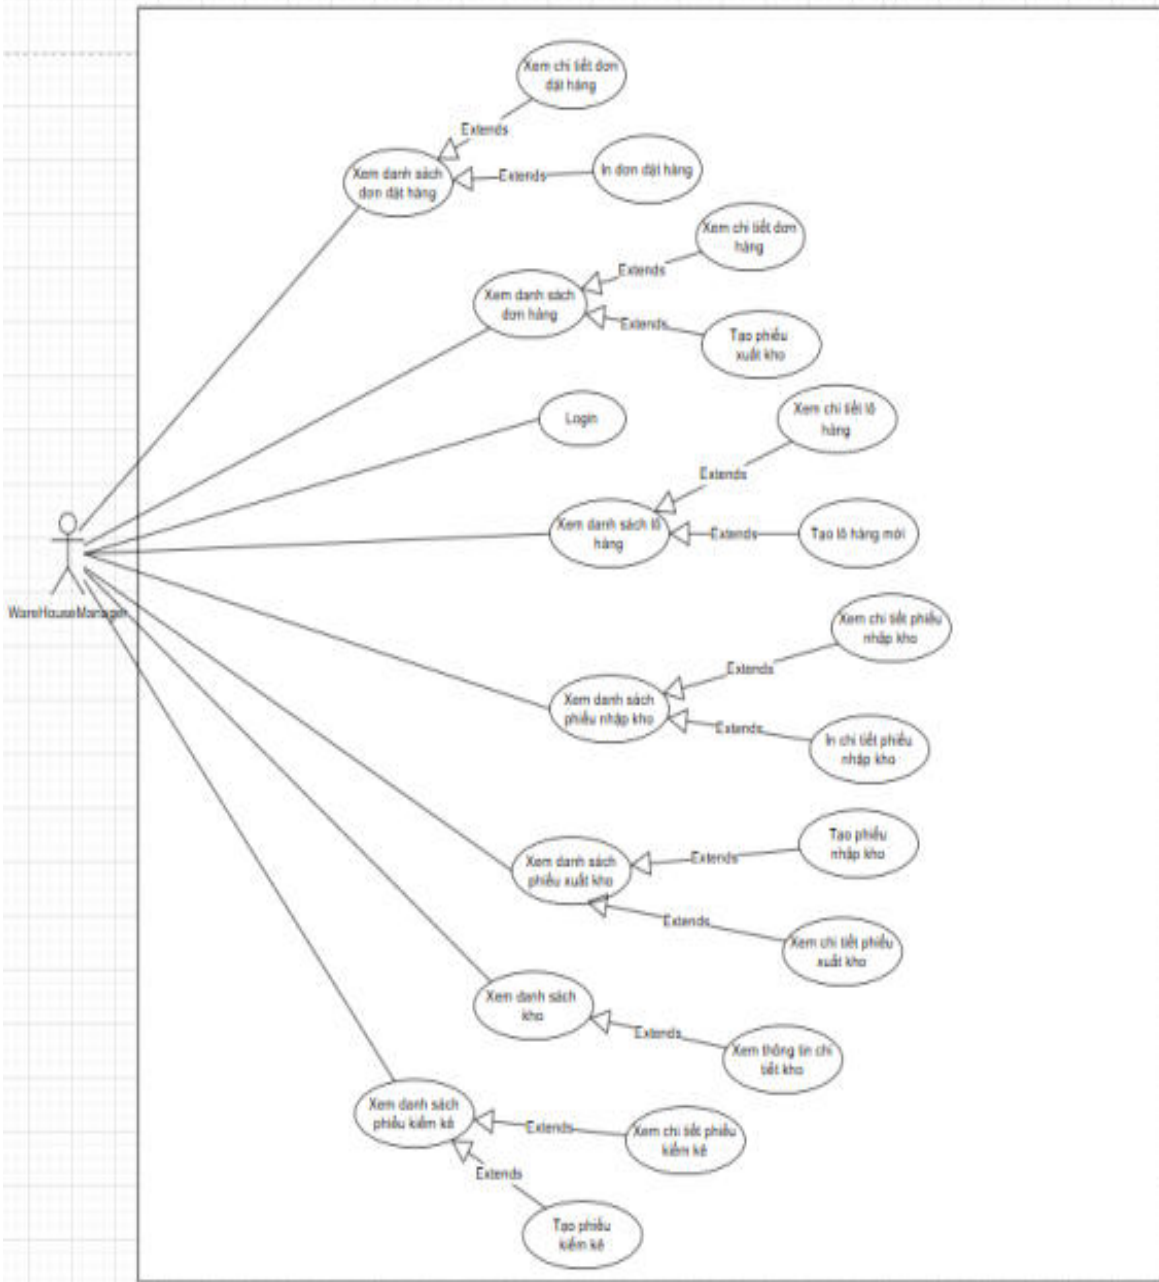 Xem chi tiết đơn
đặt hàng
Extends
Xem danh sách
đơn đặt hàng
Extends
In đơn đặt hàng
Xem chi tiết đơn
hàng
Extends
Xem danh sách
đơn hàng
Extends
Tạo phiếu
xuất kho
Login
Xem chi tiết lô
hàng
Extends
Xem danh sách lô
hàng
Extends
Tạo lô hàng mới
WareHouseManager
Xem chi tiết phiếu
nhập kho
Extends
Xem danh sách
phiếu nhập kho
Extends
In chi tiết phiếu
nhập kho
Tạo phiếu
nhập kho
Extends
Xem danh sách
phiếu xuất kho
Extends
Xem chi tiết phiếu
xuất kho
Xem danh sách
kho
Extends
Xem thông tin chi
tiết kho
Xem danh sách
phiếu kiểm kê
Extends
Xem chi tiết phiếu
kiểm kê
Extends
Tạo phiếu
kiểm kê